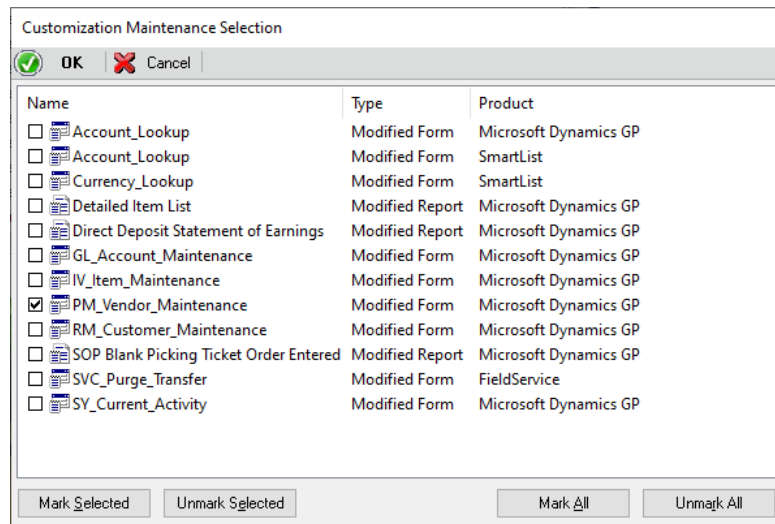 Customization Maintenance Selection
OK Cancel
Name Type Product
Account_Lookup Modified Form Microsoft Dynamics GP
Account_Lookup Modified Form SmartList
Currency_Lookup Modified Form SmartList
Detailed Item List Modified Report Microsoft Dynamics GP
Direct Deposit Statement of Earnings Modified Report Microsoft Dynamics GP
GL_Account_Maintenance Modified Form Microsoft Dynamics GP
IV_Item_Maintenance Modified Form Microsoft Dynamics GP
PM_Vendor_Maintenance Modified Form Microsoft Dynamics GP
RM_Customer_Maintenance Modified Form Microsoft Dynamics GP
SOP Blank Picking Ticket Order Entered Modified Report Microsoft Dynamics GP
SVC_Purge_Transfer Modified Form FieldService
SY_Current_Activity Modified Form Microsoft Dynamics GP
Mark Selected Unmark Selected Mark All Unmark All